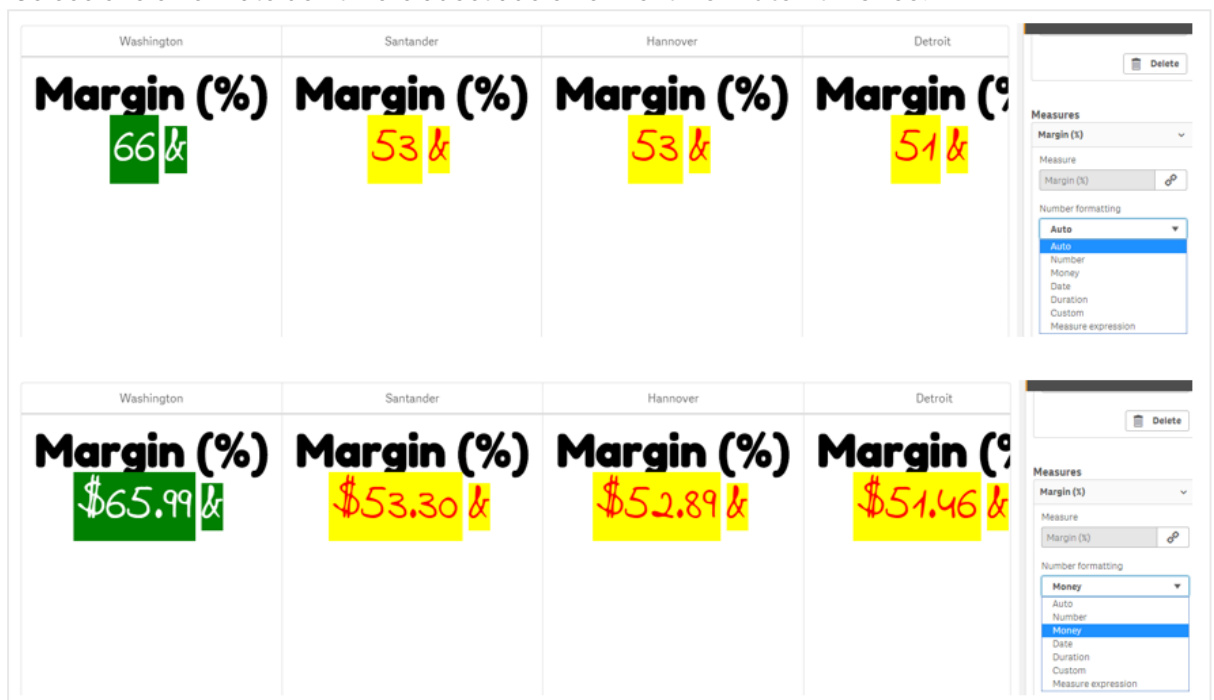 Washington Santander Hannover Detroit
Margin (%) Margin (%) Margin (%) Margin (%
66 & 53 & 53 & 51 &
Delete
Measures
Margin (%)
Measure
Margin (%)
Number formatting
Auto
Auto
Number
Money
Date
Duration
Custom
Measure expression
Washington Santander Hannover Detroit
Margin (%) Margin (%) Margin (%) Margin (%
$65.99 & $53.30 & $52.89 & $51.46 &
Delete
Measures
Margin (%)
Measure
Margin (%)
Number formatting
Money
Auto
Number
Money
Date
Duration
Custom
Measure expression